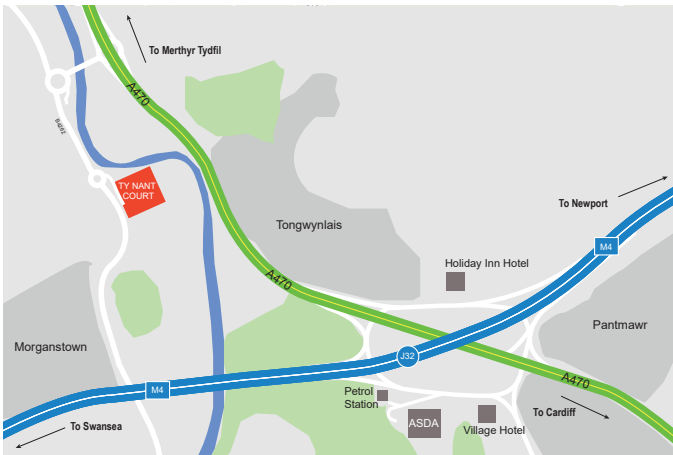 To Merthyr Tydfil
A470
B4262
TY NANT
COURT
To Newport
Tongwynlais
M4
Holiday Inn Hotel
A470
Pantmawr
Morganstown
J32
M4
A470
Petrol
Station
To Cardiff
To Swansea
ASDA
Village Hotel